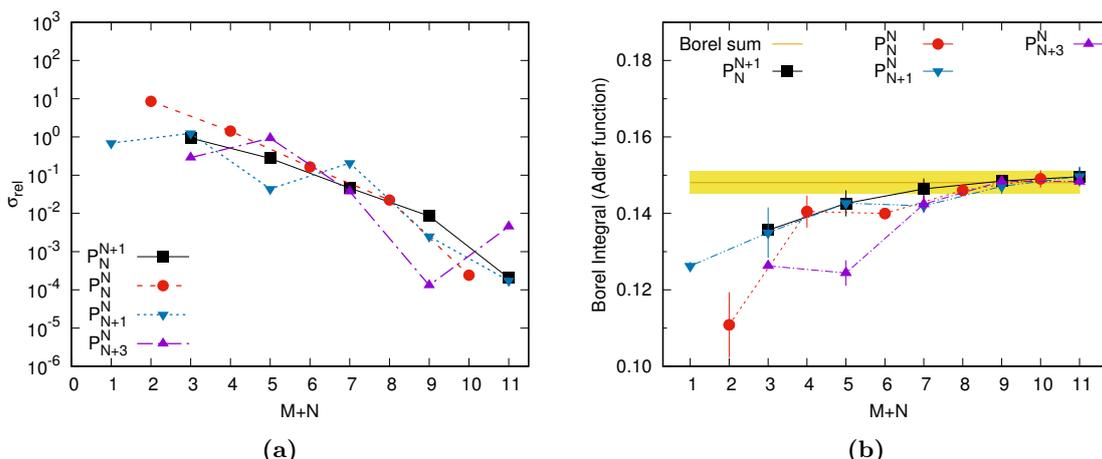 10^3
10^2
10^1
10^0
10^-1
10^-2
10^-3
10^-4
10^-5
10^-6
σ_rel
P_N^{N+1}
P_N^N
P_{N+1}^N
P_{N+3}^N
0 1 2 3 4 5 6 7 8 9 10 11
M+N
(a)
Borel sum
P_N^{N+1}
P_N^N
P_{N+1}^N
P_{N+3}^N
0.18
0.16
0.14
0.12
0.10
Borel Integral (Adler function)
1 2 3 4 5 6 7 8 9 10 11
M+N
(b)